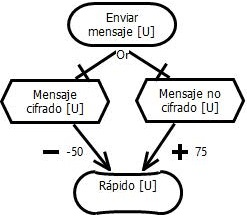 Enviar
mensaje [U]
Or
Mensaje
cifrado [U]
Mensaje no
cifrado [U]
-50
75
Rápido [U]